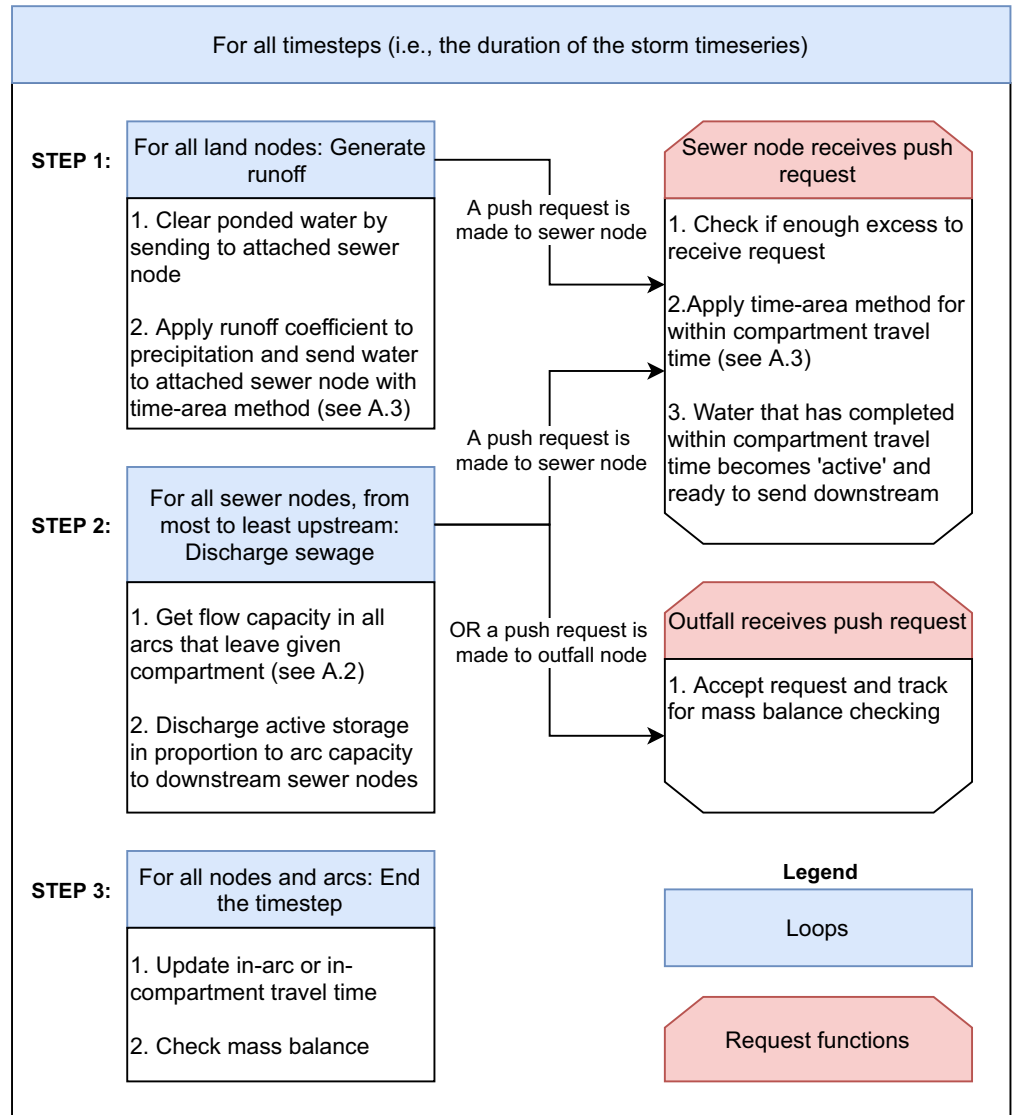 For all timesteps (i.e., the duration of the storm timeseries)
STEP 1:
For all land nodes: Generate
runoff
1. Clear ponded water by
sending to attached sewer
node
2. Apply runoff coefficient to
precipitation and send water
to attached sewer node with
time-area method (see A.3)
A push request is
made to sewer node
Sewer node receives push
request
1. Check if enough excess to
receive request
2.Apply time-area method for
within compartment travel
time (see A.3)
3. Water that has completed
within compartment travel
time becomes 'active' and
ready to send downstream
STEP 2:
For all sewer nodes, from
most to least upstream:
Discharge sewage
1. Get flow capacity in all
arcs that leave given
compartment (see A.2)
2. Discharge active storage
in proportion to arc capacity
to downstream sewer nodes
A push request is
made to sewer node
OR a push request is
made to outfall node
Outfall receives push request
1. Accept request and track
for mass balance checking
STEP 3:
For all nodes and arcs: End
the timestep
1. Update in-arc or in-
compartment travel time
2. Check mass balance
Legend
Loops
Request functions